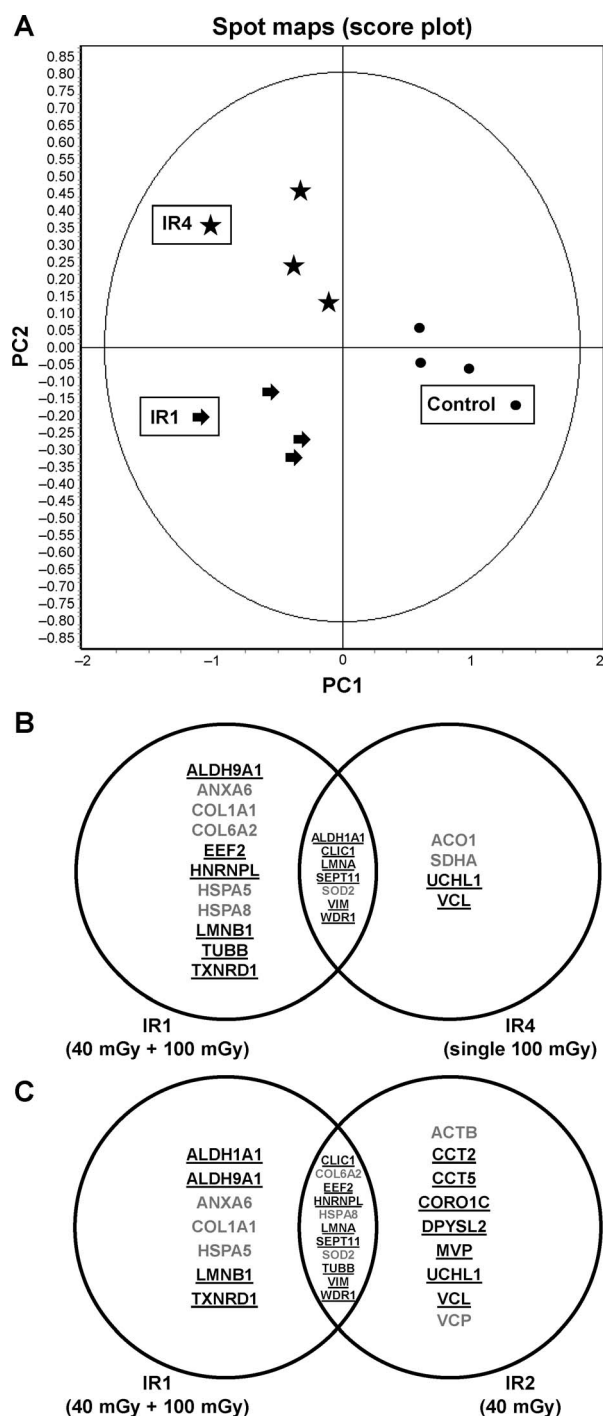 A
Spot maps (score plot)
0.85
0.80
0.75
0.70
0.65
0.60
0.55
0.50
0.45
0.40
0.35
0.30
0.25
0.20
0.15
0.10
0.05
0.00
–0.05
–0.10
–0.15
–0.20
–0.25
–0.30
–0.35
–0.40
–0.45
–0.50
–0.55
–0.60
–0.65
–0.70
–0.75
–0.80
–0.85
PC2
IR4
IR1
Control
–2
–1
0
1
2
PC1
B
ALDH9A1
ANXA6
COL1A1
COL6A2
EEF2
HNRNPL
HSPA5
HSPA8
LMNB1
TUBB
TXNRD1
ALDH1A1
CLIC1
LMNA
SEPT11
SOD2
VIM
WDR1
ACO1
SDHA
UCHL1
VCL
IR1
(40 mGy + 100 mGy)
IR4
(single 100 mGy)
C
ALDH1A1
ALDH9A1
ANXA6
COL1A1
HSPA5
LMNB1
TXNRD1
CLIC1
COL6A2
EEF2
HNRNPL
HSPA8
LMNA
SEPT11
SOD2
TUBB
VIM
WDR1
ACTB
CCT2
CCT5
CORO1C
DPYSL2
MVP
UCHL1
VCL
VCP
IR1
(40 mGy + 100 mGy)
IR2
(40 mGy)